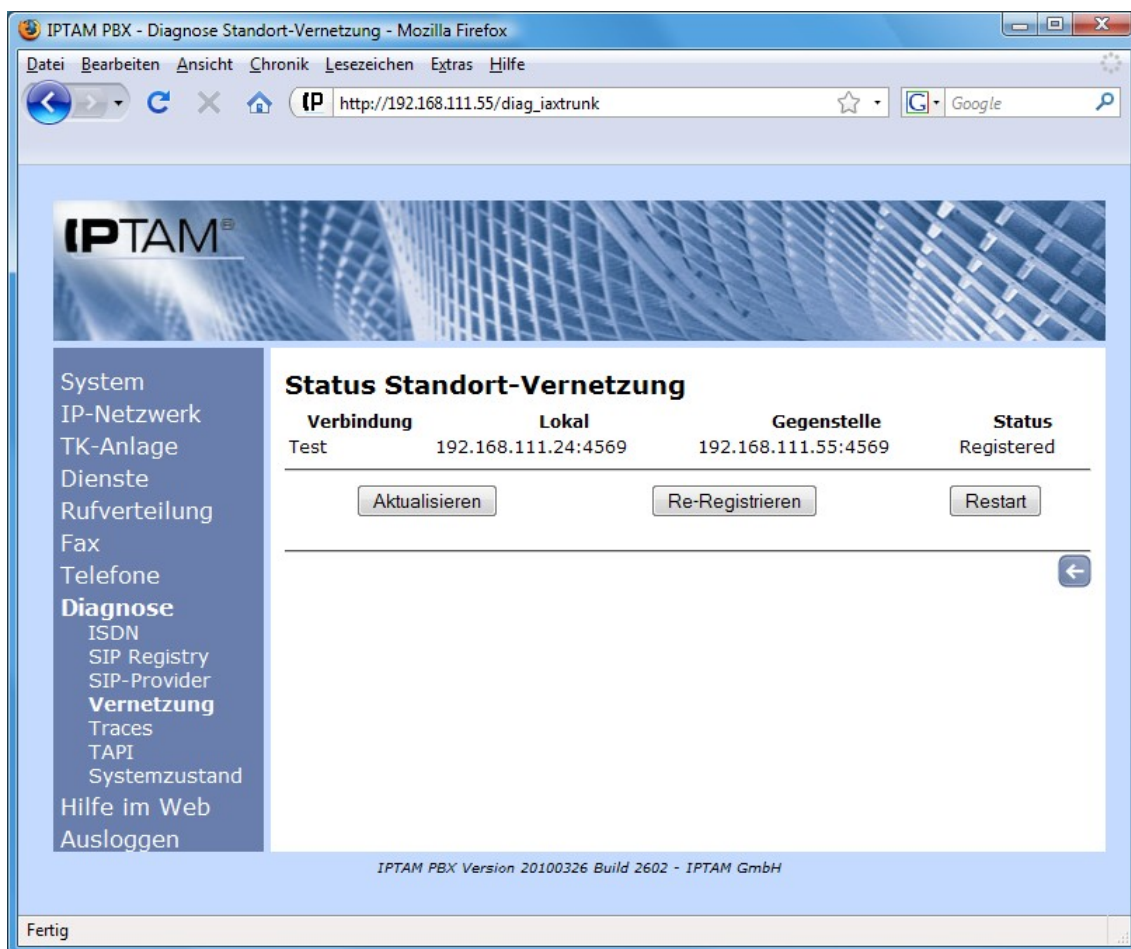 IPTAM PBX - Diagnose Standort-Vernetzung - Mozilla Firefox
Datei Bearbeiten Ansicht Chronik Lesezeichen Extras Hilfe
http://192.168.111.55/diag_iaxtrunk
Google
IPTAM®
System
IP-Netzwerk
TK-Anlage
Dienste
Rufverteilung
Fax
Telefone
Diagnose
ISDN
SIP Registry
SIP-Provider
Vernetzung
Traces
TAPI
Systemzustand
Hilfe im Web
Ausloggen
Status Standort-Vernetzung
Verbindung Lokal Gegenstelle Status
Test 192.168.111.24:4569 192.168.111.55:4569 Registered
Aktualisieren Re-Registrieren Restart
IPTAM PBX Version 20100326 Build 2602 - IPTAM GmbH
Fertig